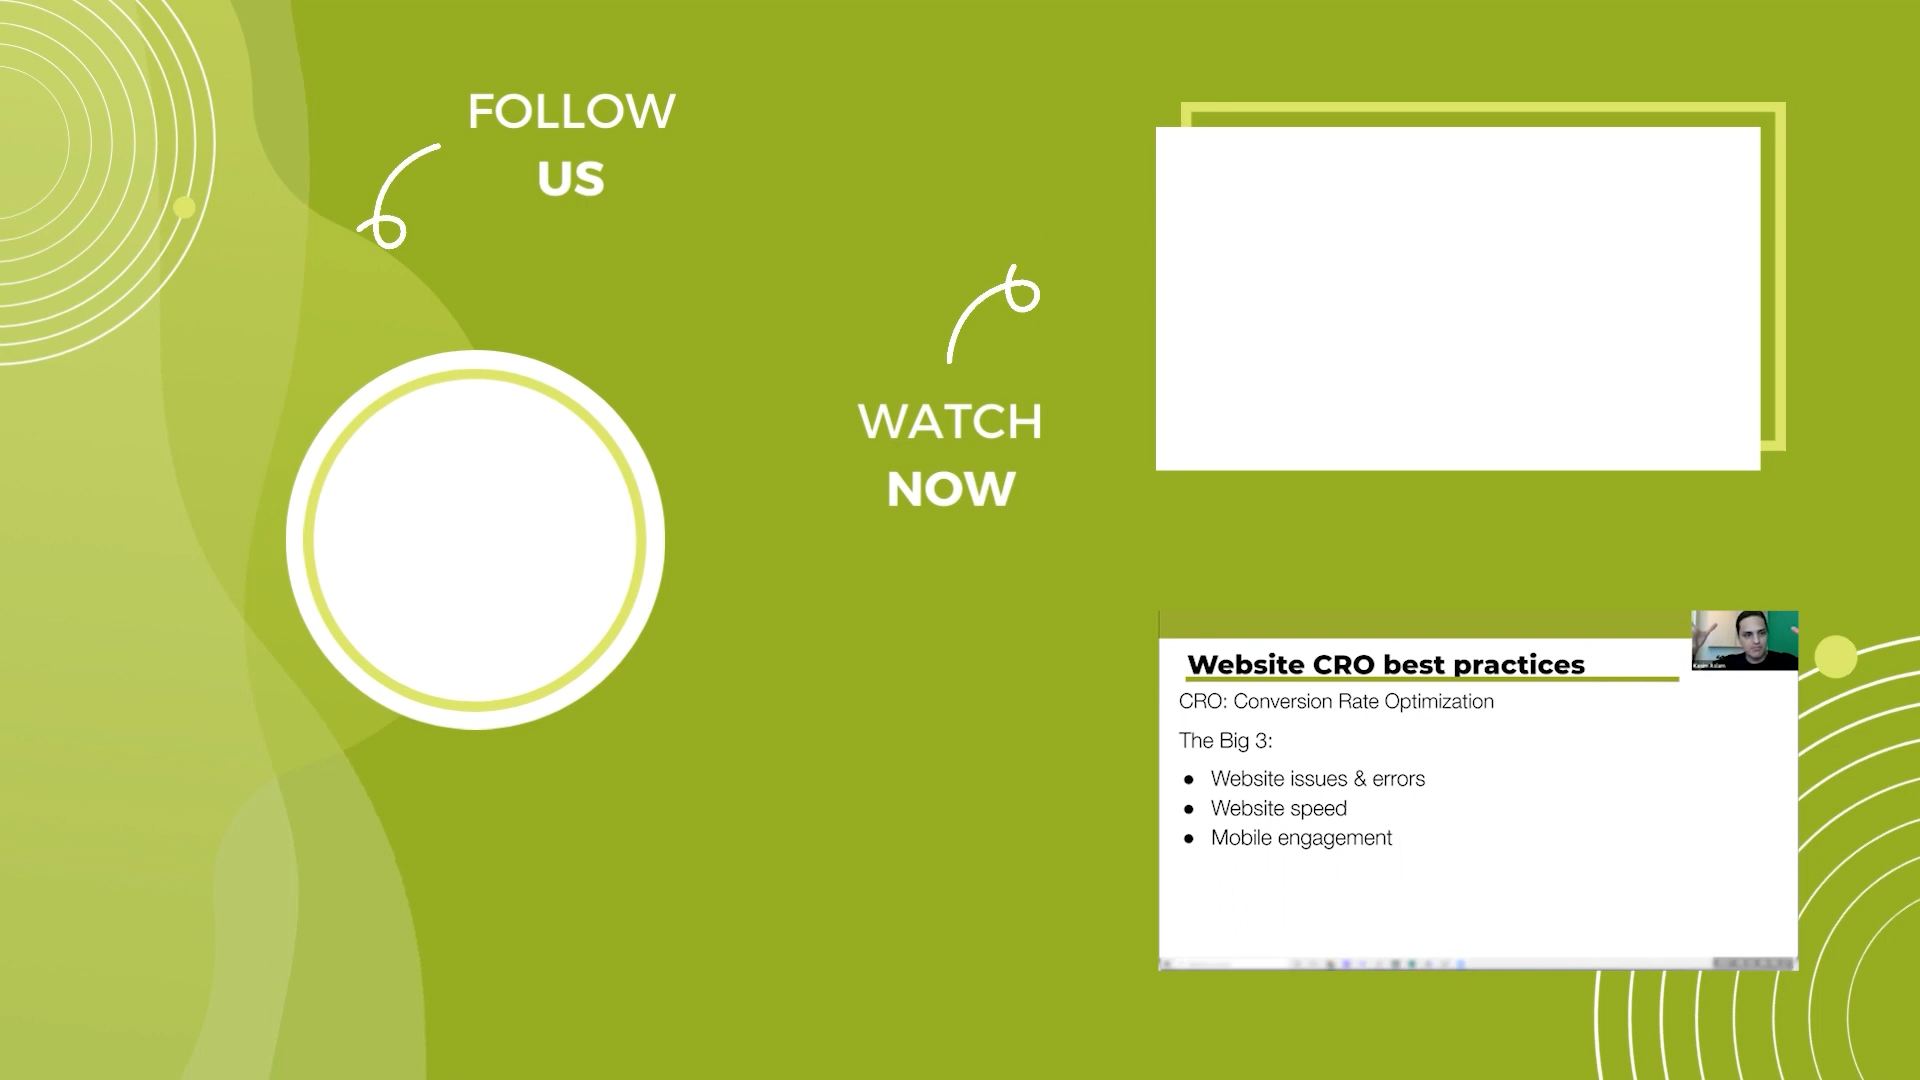 FOLLOW
US
WATCH
NOW
Website CRO best practices
CRO: Conversion Rate Optimization
The Big 3:
● Website issues & errors
● Website speed
● Mobile engagement